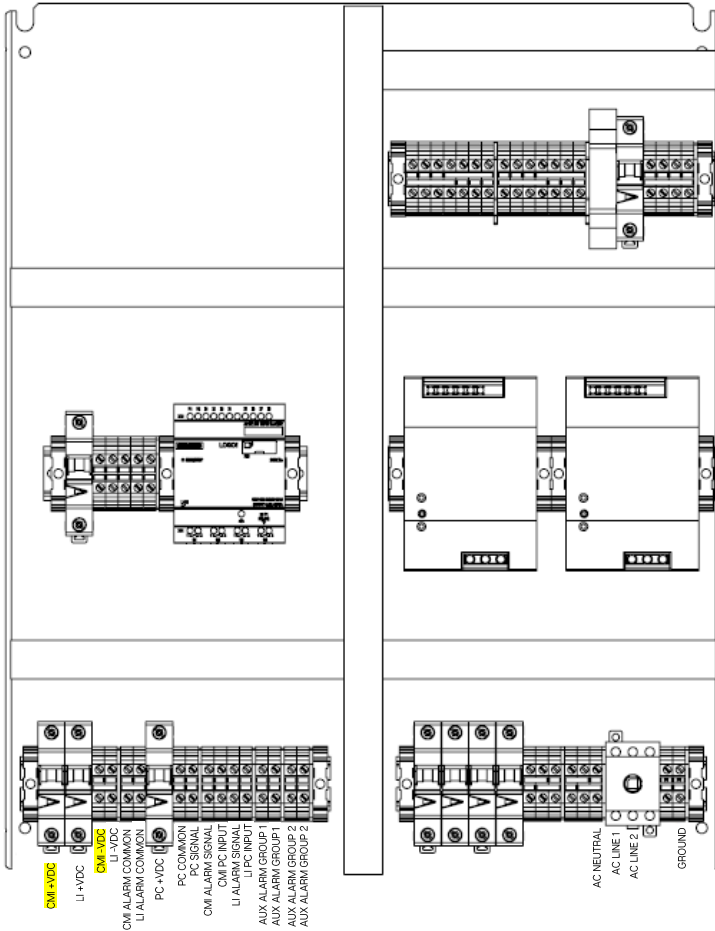 LOGO!
CMI +VDC
LI +VDC
CMI -VDC
LI -VDC
CMI ALARM COMMON
LI ALARM COMMON
PC +VDC
PC COMMON
PC SIGNAL
CMI ALARM SIGNAL
CMI PC INPUT
LI ALARM SIGNAL
LI PC INPUT
AUX ALARM GROUP 1
AUX ALARM GROUP 1
AUX ALARM GROUP 2
AUX ALARM GROUP 2
AC NEUTRAL
AC LINE 1
AC LINE 2
GROUND